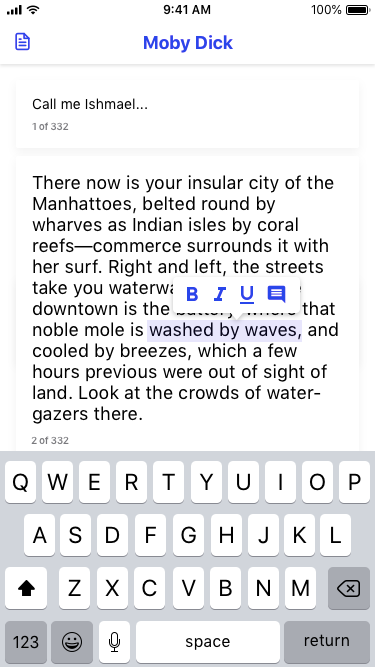 9:41 AM
100%
Moby Dick
Call me Ishmael...
1 of 332
There now is your insular city of the
Manhattoes, belted round by
wharves as Indian isles by coral
reefs—commerce surrounds it with
her surf. Right and left, the streets
take you
B I U
downtown is the battery where that
noble mole is washed by waves, and
cooled by breezes, which a few
hours previous were out of sight of
land. Look at the crowds of water-
gazers there.
2 of 332
Q W E R T Y U I O P
A S D F G H J K L
Z X C V B N M
123 space return